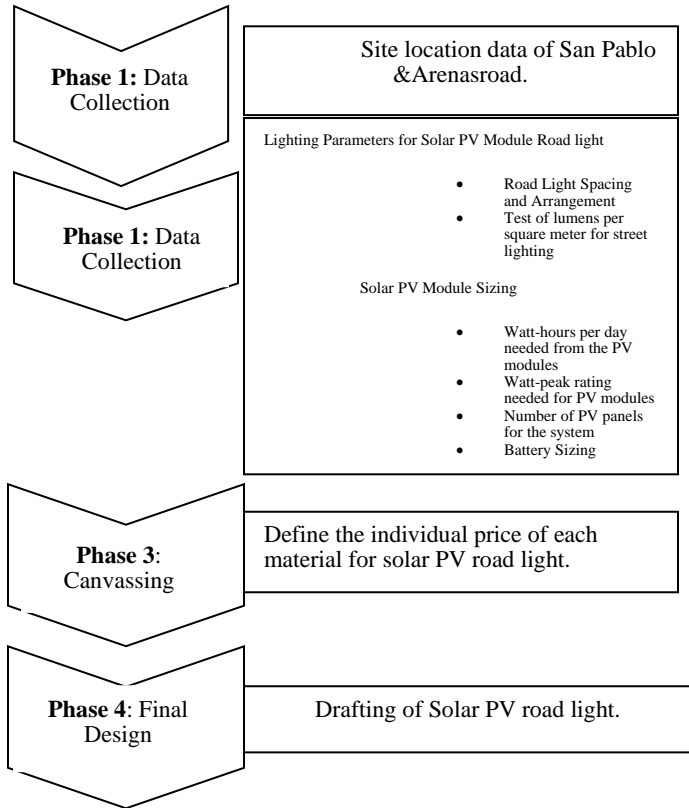 Phase 1: Data
Collection
Site location data of San Pablo
&Arenasroad.
Phase 1: Data
Collection
Lighting Parameters for Solar PV Module Road light
• Road Light Spacing
and Arrangement
• Test of lumens per
square meter for street
lighting
Solar PV Module Sizing
• Watt-hours per day
needed from the PV
modules
• Watt-peak rating
needed for PV modules
• Number of PV panels
for the system
• Battery Sizing
Phase 3:
Canvassing
Define the individual price of each
material for solar PV road light.
Phase 4: Final
Design
Drafting of Solar PV road light.